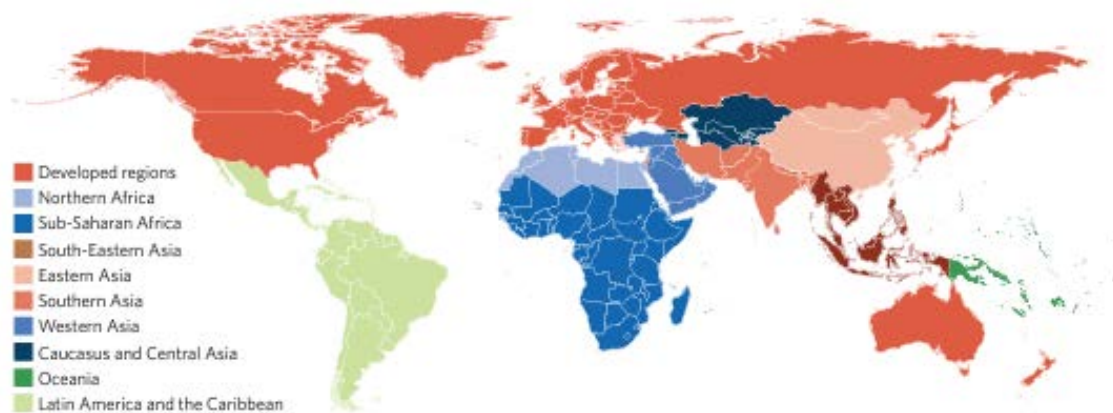 Developed regions
Northern Africa
Sub-Saharan Africa
South-Eastern Asia
Eastern Asia
Southern Asia
Western Asia
Caucasus and Central Asia
Oceania
Latin America and the Caribbean